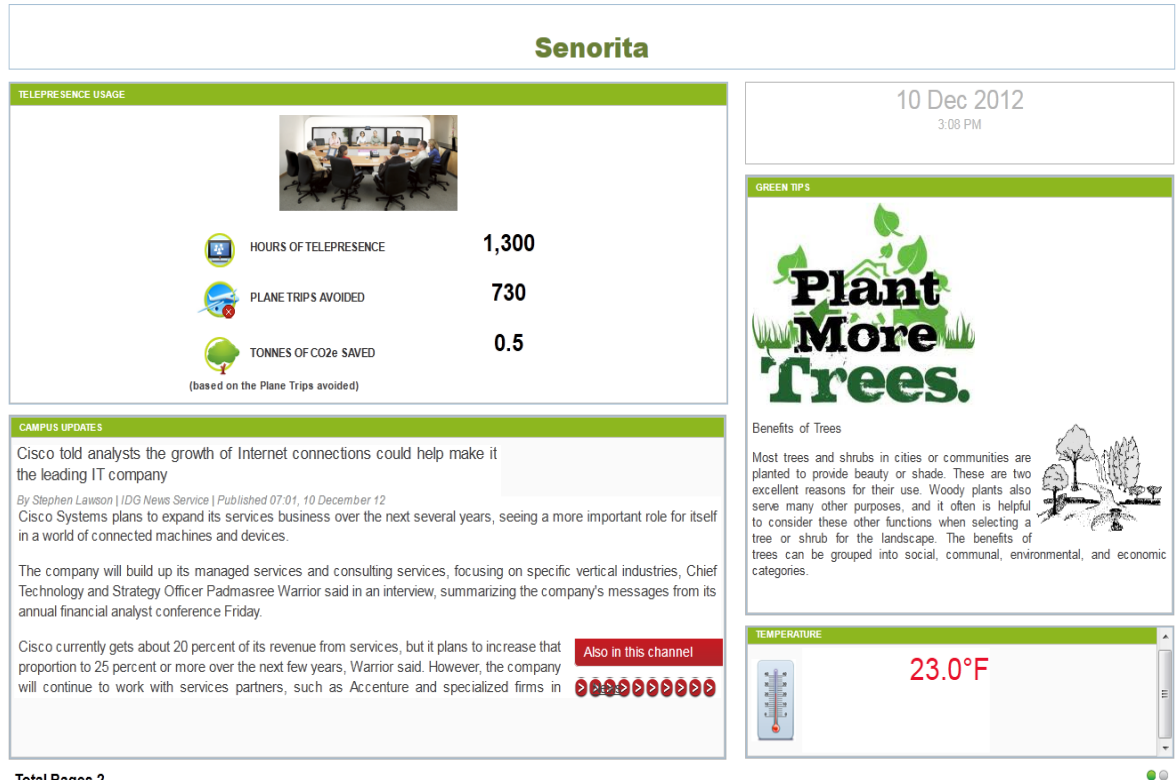 Senorita
TELEPRESENCE USAGE
HOURS OF TELEPRESENCE 1,300
PLANE TRIPS AVOIDED 730
TONNES OF CO2e SAVED 0.5
(based on the Plane Trips avoided)
CAMPUS UPDATES
Cisco told analysts the growth of Internet connections could help make it
the leading IT company
By Stephen Lawson | IDG News Service | Published 07:01, 10 December 12
Cisco Systems plans to expand its services business over the next several years, seeing a more important role for itself
in a world of connected machines and devices.
The company will build up its managed services and consulting services, focusing on specific vertical industries, Chief
Technology and Strategy Officer Padmasree Warrior said in an interview, summarizing the company's messages from its
annual financial analyst conference Friday.
Cisco currently gets about 20 percent of its revenue from services, but it plans to increase that
proportion to 25 percent or more over the next few years, Warrior said. However, the company
will continue to work with services partners, such as Accenture and specialized firms in
Also in this channel
10 Dec 2012
3:08 PM
GREEN TIPS
Plant
More
Trees.
Benefits of Trees
Most trees and shrubs in cities or communities are
planted to provide beauty or shade. These are two
excellent reasons for their use. Woody plants also
serve many other purposes, and it often is helpful
to consider these other functions when selecting a
tree or shrub for the landscape. The benefits of
trees can be grouped into social, communal, environmental, and economic
categories.
TEMPERATURE
23.0°F
Total Pages 2